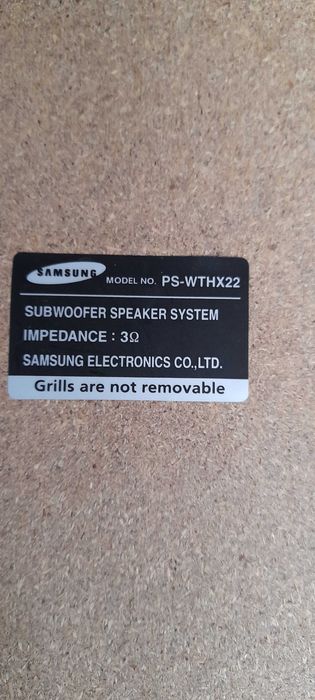 SAMSUNG MODEL NO. PS-WTHX22
SUBWOOFER SPEAKER SYSTEM
IMPEDANCE : 3Ω
SAMSUNG ELECTRONICS CO.,LTD.
Grills are not removable